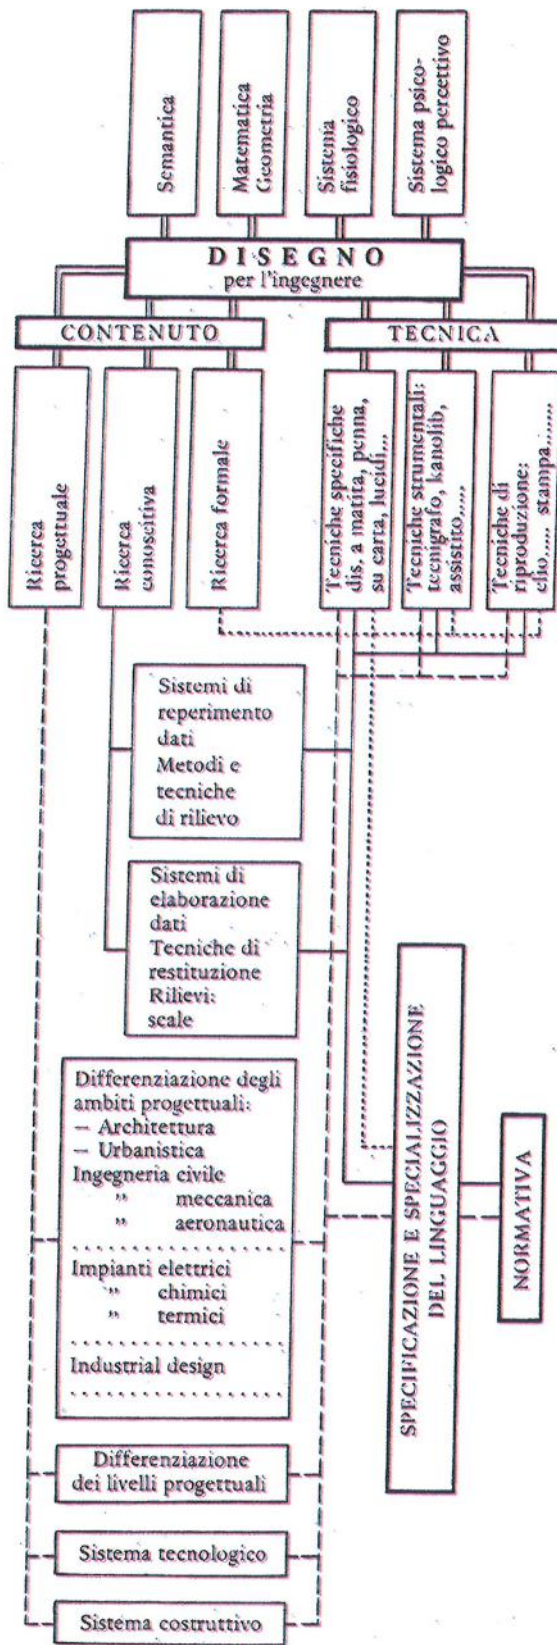 Semantica
Matematica
Geometria
Sistema
fisiologico
Sistema psico-
logico percettivo
DISEGNO
per l'ingegnere
CONTENUTO
TECNICA
Ricerca
progettuale
Ricerca
conoscitiva
Ricerca formale
Tecniche specifiche
dis. a matita, penna,
su carta, lucidi...
Tecniche strumentali:
tecnigrafo, kanolib,
assistito.....
Tecniche di
riproduzione:
elio..... stampa......
Sistemi di
reperimento
dati
Metodi e
tecniche
di rilievo
Sistemi di
elaborazione
dati
Tecniche di
restituzione
Rilievi:
scale
Differenziazione degli
ambiti progettuali:
— Architettura
— Urbanistica
Ingegneria civile
" meccanica
" aeronautica
. . . . . . . . . . . . . . . . . . . .
Impianti elettrici
" chimici
" termici
. . . . . . . . . . . . . . . . . . . .
Industrial design
. . . . . . . . . . . . . . . . . . . .
Differenziazione
dei livelli progettuali
Sistema tecnologico
Sistema costruttivo
SPECIFICAZIONE E SPECIALIZZAZIONE
DEL LINGUAGGIO
NORMATIVA